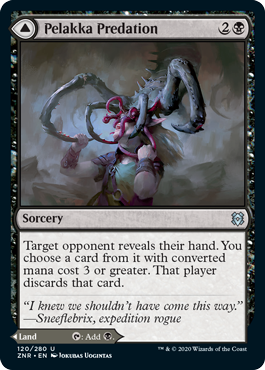 Pelakka Predation 2
Sorcery
Target opponent reveals their hand. You
choose a card from it with converted
mana cost 3 or greater. That player
discards that card.
“I knew we shouldn’t have come this way.”
—Sneeflebrix, expedition rogue
Land : Add .
120/280 U
ZNR • EN JOKUBAS UOGINTAS
™ & © 2020 Wizards of the Coast